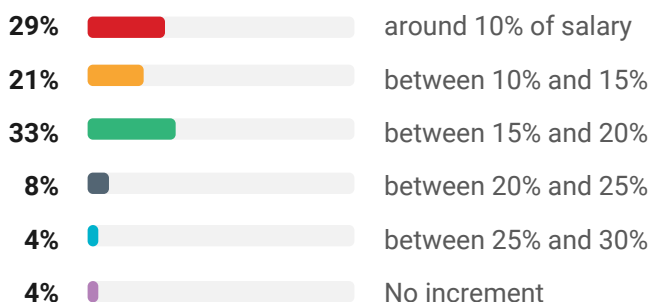 29% around 10% of salary
21% between 10% and 15%
33% between 15% and 20%
8% between 20% and 25%
4% between 25% and 30%
4% No increment